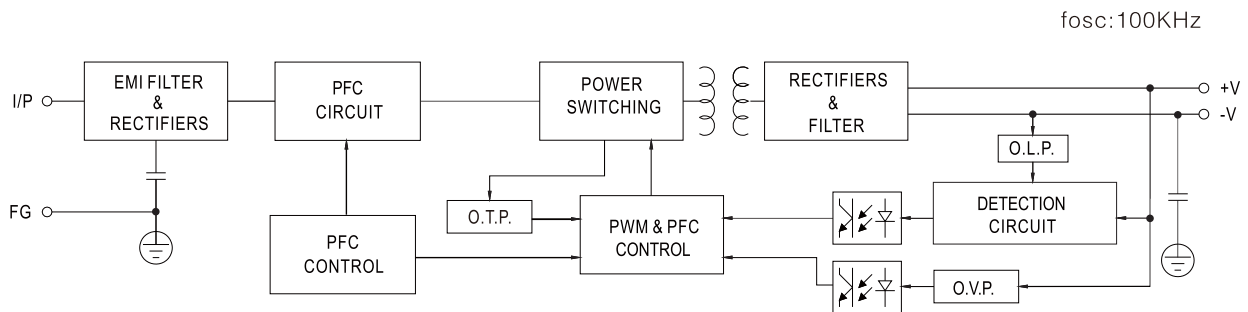 fosc:100KHz
I/P
EMI FILTER
&
RECTIFIERS
PFC
CIRCUIT
POWER
SWITCHING
RECTIFIERS
&
FILTER
+V
-V
O.L.P.
FG
O.T.P.
PFC
CONTROL
PWM & PFC
CONTROL
DETECTION
CIRCUIT
O.V.P.